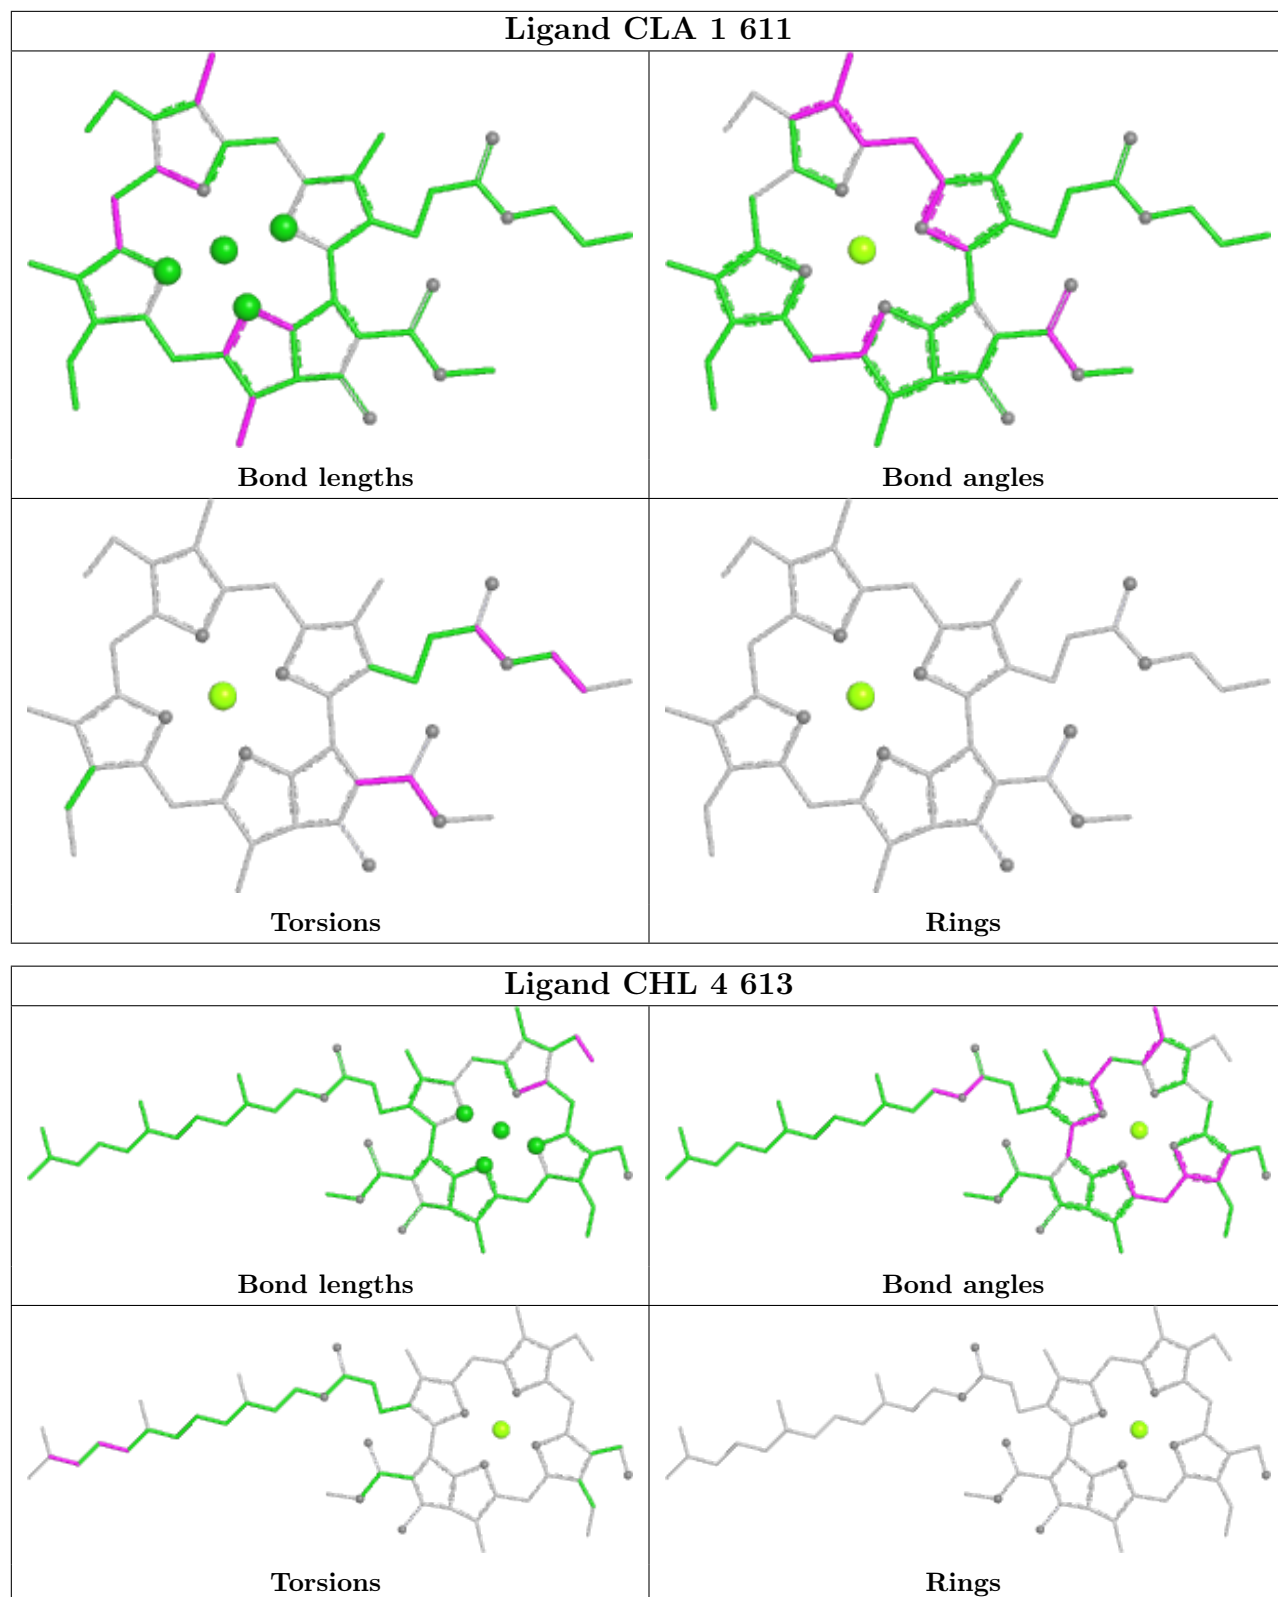 Ligand CLA 1 611
Bond lengths
Bond angles
Torsions
Rings
Ligand CHL 4 613
Bond lengths
Bond angles
Torsions
Rings